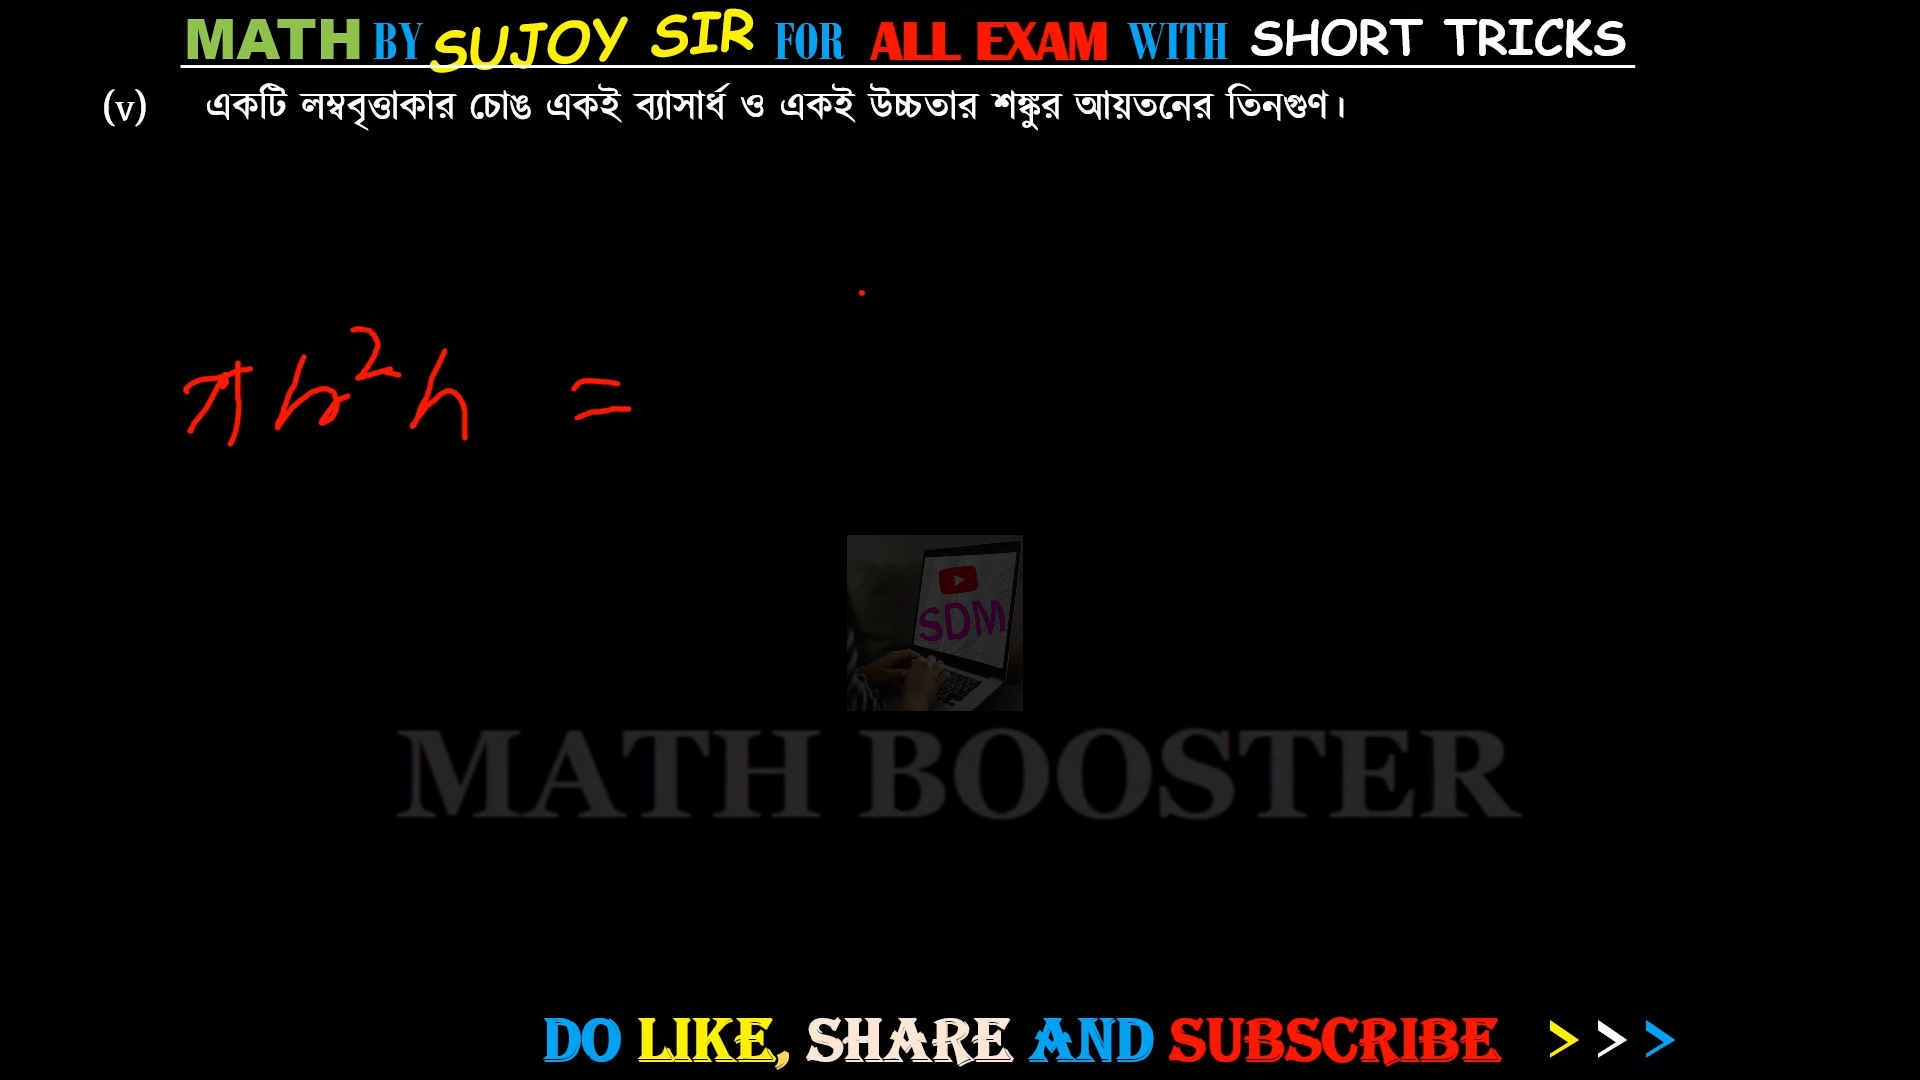 MATH BY SUJOY SIR FOR ALL EXAM WITH SHORT TRICKS
(v) একটি লম্ববৃত্তাকার চোঙ একই ব্যাসার্ধ ও একই উচ্চতার শঙ্কুর আয়তনের তিনগুণ।
πr²h =
SDM
MATH BOOSTER
DO LIKE, SHARE AND SUBSCRIBE >>>